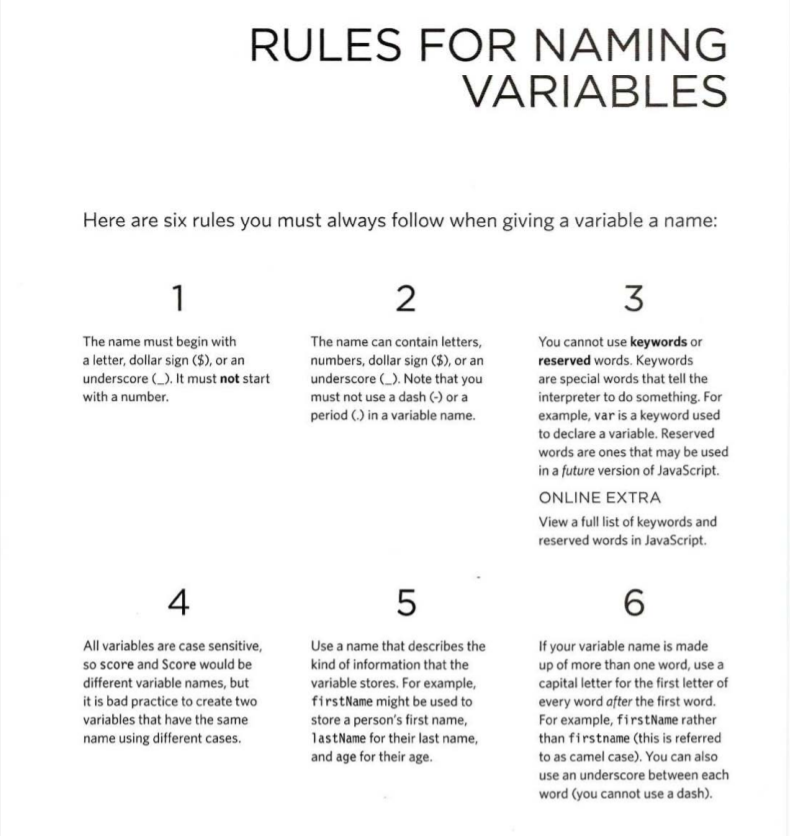 RULES FOR NAMING
VARIABLES
Here are six rules you must always follow when giving a variable a name:
1
The name must begin with
a letter, dollar sign ($), or an
underscore (_). It must not start
with a number.
2
The name can contain letters,
numbers, dollar sign ($), or an
underscore (_). Note that you
must not use a dash (-) or a
period (.) in a variable name.
3
You cannot use keywords or
reserved words. Keywords
are special words that tell the
interpreter to do something. For
example, var is a keyword used
to declare a variable. Reserved
words are ones that may be used
in a future version of JavaScript.
ONLINE EXTRA
View a full list of keywords and
reserved words in JavaScript.
4
All variables are case sensitive,
so score and Score would be
different variable names, but
it is bad practice to create two
variables that have the same
name using different cases.
5
Use a name that describes the
kind of information that the
variable stores. For example,
firstName might be used to
store a person's first name,
lastName for their last name,
and age for their age.
6
If your variable name is made
up of more than one word, use a
capital letter for the first letter of
every word after the first word.
For example, firstName rather
than firstname (this is referred
to as camel case). You can also
use an underscore between each
word (you cannot use a dash).